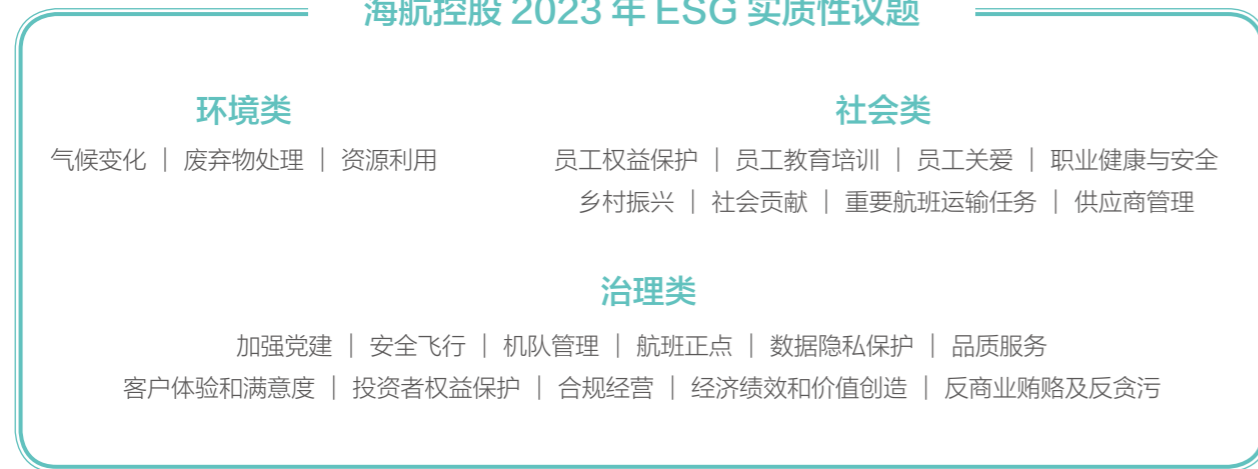 海航控股 2023 年 ESG 实质性议题
环境类
气候变化 | 废弃物处理 | 资源利用
社会类
员工权益保护 | 员工教育培训 | 员工关爱 | 职业健康与安全
乡村振兴 | 社会贡献 | 重要航班运输任务 | 供应商管理
治理类
加强党建 | 安全飞行 | 机队管理 | 航班正点 | 数据隐私保护 | 品质服务
客户体验和满意度 | 投资者权益保护 | 合规经营 | 经济绩效和价值创造 | 反商业贿赂及反贪污